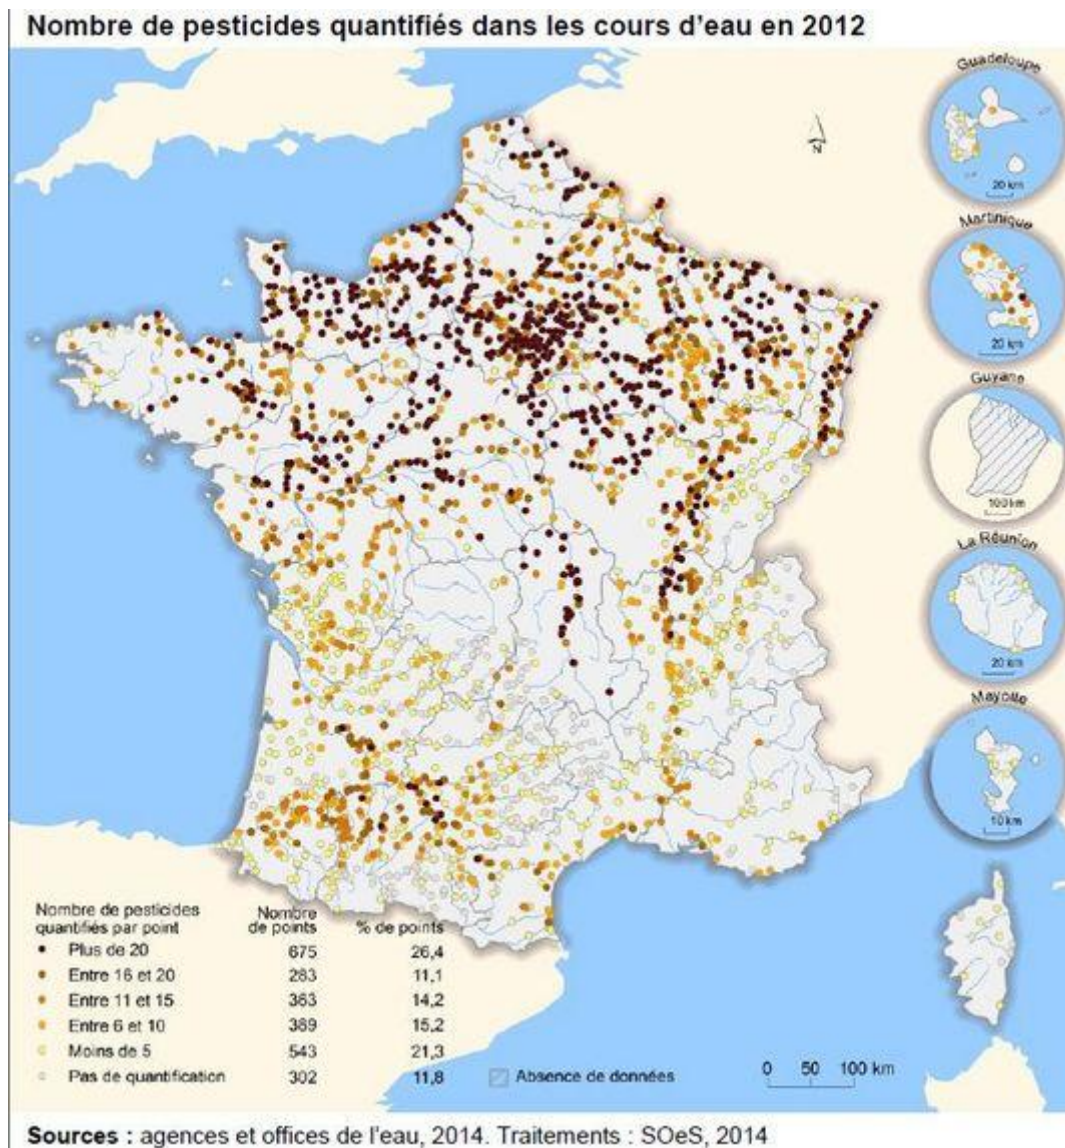 Nombre de pesticides quantifiés dans les cours d'eau en 2012
Guadeloupe
20 km
N
Martinique
20 km
Guyane
100 km
La Réunion
20 km
Mayotte
10 km
Nombre de pesticides quantifiés par point
Nombre de points
% de points
Plus de 20 675 26,4
Entre 16 et 20 283 11,1
Entre 11 et 15 363 14,2
Entre 6 et 10 389 15,2
Moins de 5 543 21,3
Pas de quantification 302 11,8
Absence de données
0 50 100 km
Sources : agences et offices de l'eau, 2014. Traitements : SOeS, 2014